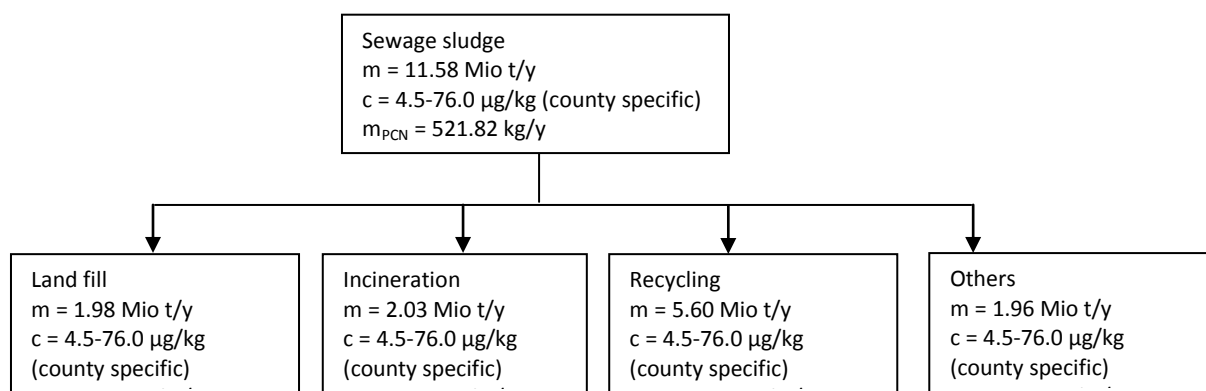 Sewage sludge
m = 11.58 Mio t/y
c = 4.5-76.0 µg/kg (county specific)
mPCN = 521.82 kg/y
Land fill
m = 1.98 Mio t/y
c = 4.5-76.0 µg/kg
(county specific)
Incineration
m = 2.03 Mio t/y
c = 4.5-76.0 µg/kg
(county specific)
Recycling
m = 5.60 Mio t/y
c = 4.5-76.0 µg/kg
(county specific)
Others
m = 1.96 Mio t/y
c = 4.5-76.0 µg/kg
(county specific)